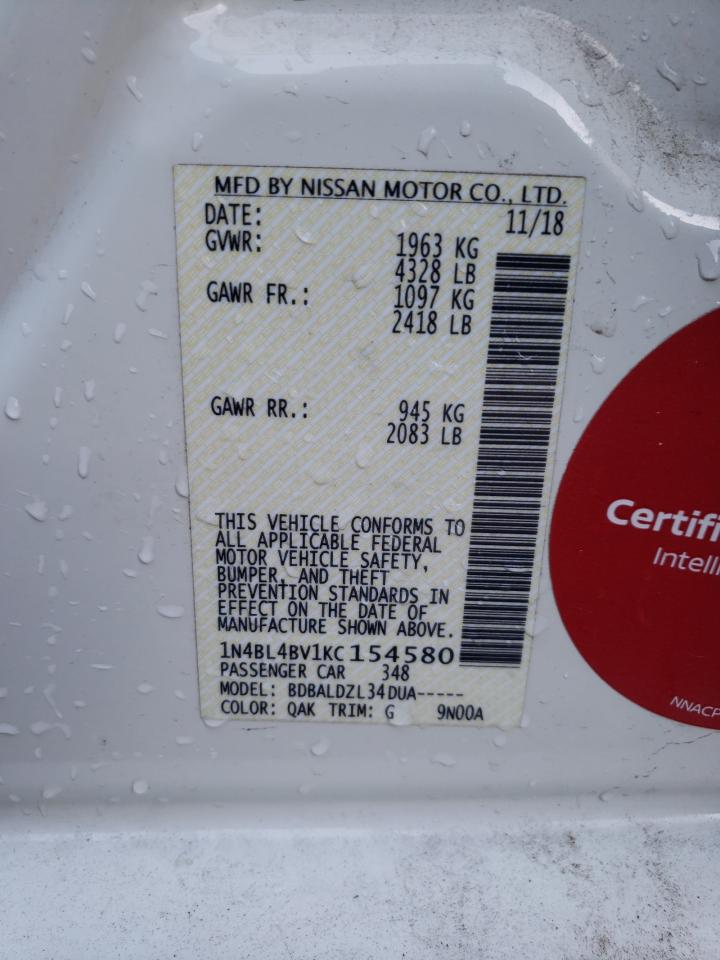 MFD BY NISSAN MOTOR CO., LTD.
DATE: 11/18
GVWR: 1963 KG
4328 LB
GAWR FR.: 1097 KG
2418 LB
GAWR RR.: 945 KG
2083 LB
THIS VEHICLE CONFORMS TO
ALL APPLICABLE FEDERAL
MOTOR VEHICLE SAFETY,
BUMPER, AND THEFT
PREVENTION STANDARDS IN
EFFECT ON THE DATE OF
MANUFACTURE SHOWN ABOVE.
1N4BL4BV1KC154580
PASSENGER CAR 348
MODEL: BDBALDZL34DUA-----
COLOR: QAK TRIM: G 9N00A
Certifi
Intelli
NNACP